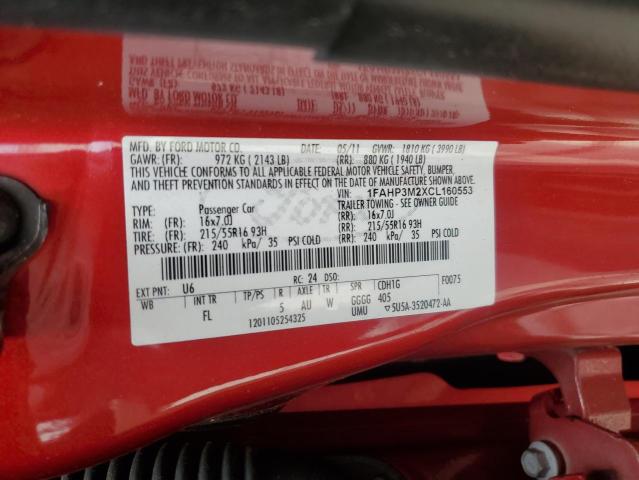 MFD. BY FORD MOTOR CO. DATE: 05/11 GVWR: 1810 KG ( 3990 LB)
GAWR: (FR): 972 KG ( 2143 LB) (RR): 880 KG ( 1940 LB)
THIS VEHICLE CONFORMS TO ALL APPLICABLE FEDERAL MOTOR VEHICLE SAFETY, BUMPER,
AND THEFT PREVENTION STANDARDS IN EFFECT ON THE DATE OF MANUFACTURE SHOWN ABOVE.
VIN: 1FAHP3M2XCL160553
TYPE: Passenger Car TRAILER TOWING - SEE OWNER GUIDE
RIM: (FR): 16x7.0J (RR): 16x7.0J
TIRE: (FR): 215/55R16 93H (RR): 215/55R16 93H
(FR): 240 kPa/ 35 PSI COLD (RR): 240 kPa/ 35 PSI COLD
EXT PNT: U6 RC: 24 DSO: F0075
WB INT TR TP/PS R AXLE TR SPR CDH1G
FL 5 AU W GGGG 405
1201105254325 UMU 5U5A-3520472-AA